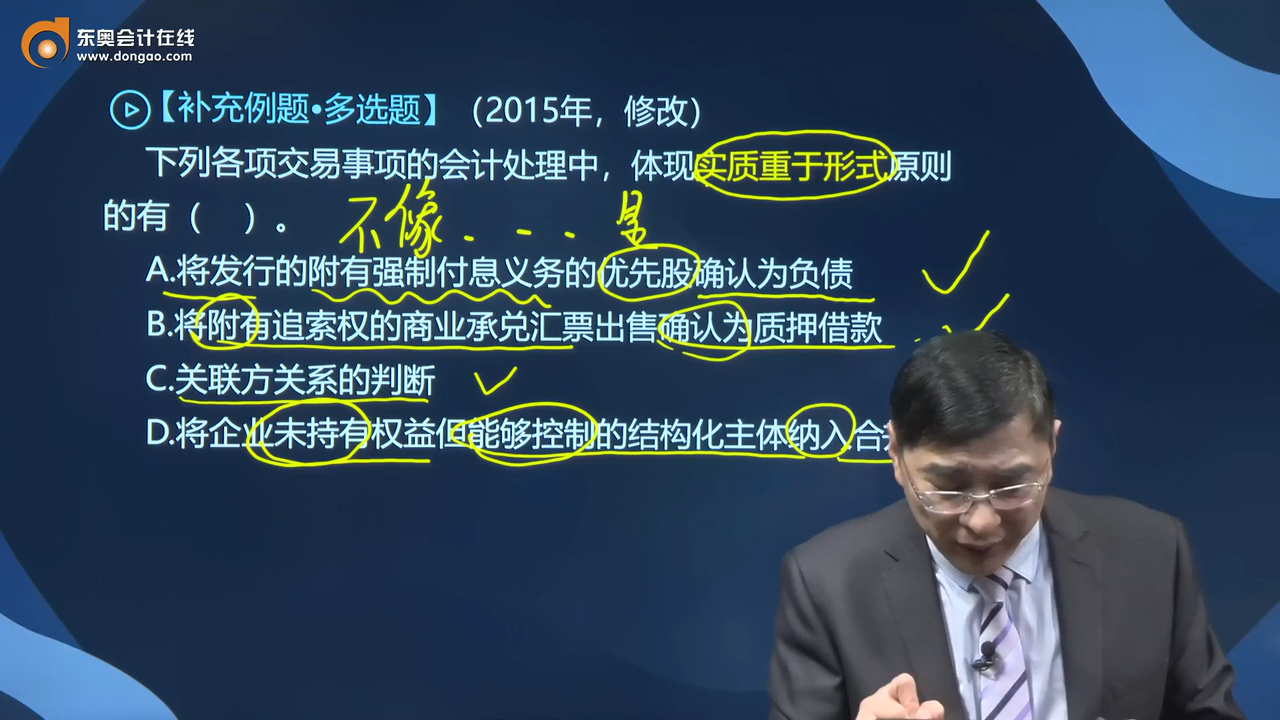 东奥会计在线
www.dongao.com
【补充例题•多选题】（2015年，修改）
下列各项交易事项的会计处理中，体现实质重于形式原则
的有（ ）。
不像...是
A.将发行的附有强制付息义务的优先股确认为负债
B.将附有追索权的商业承兑汇票出售确认为质押借款
C.关联方关系的判断
D.将企业未持有权益但能够控制的结构化主体纳入合